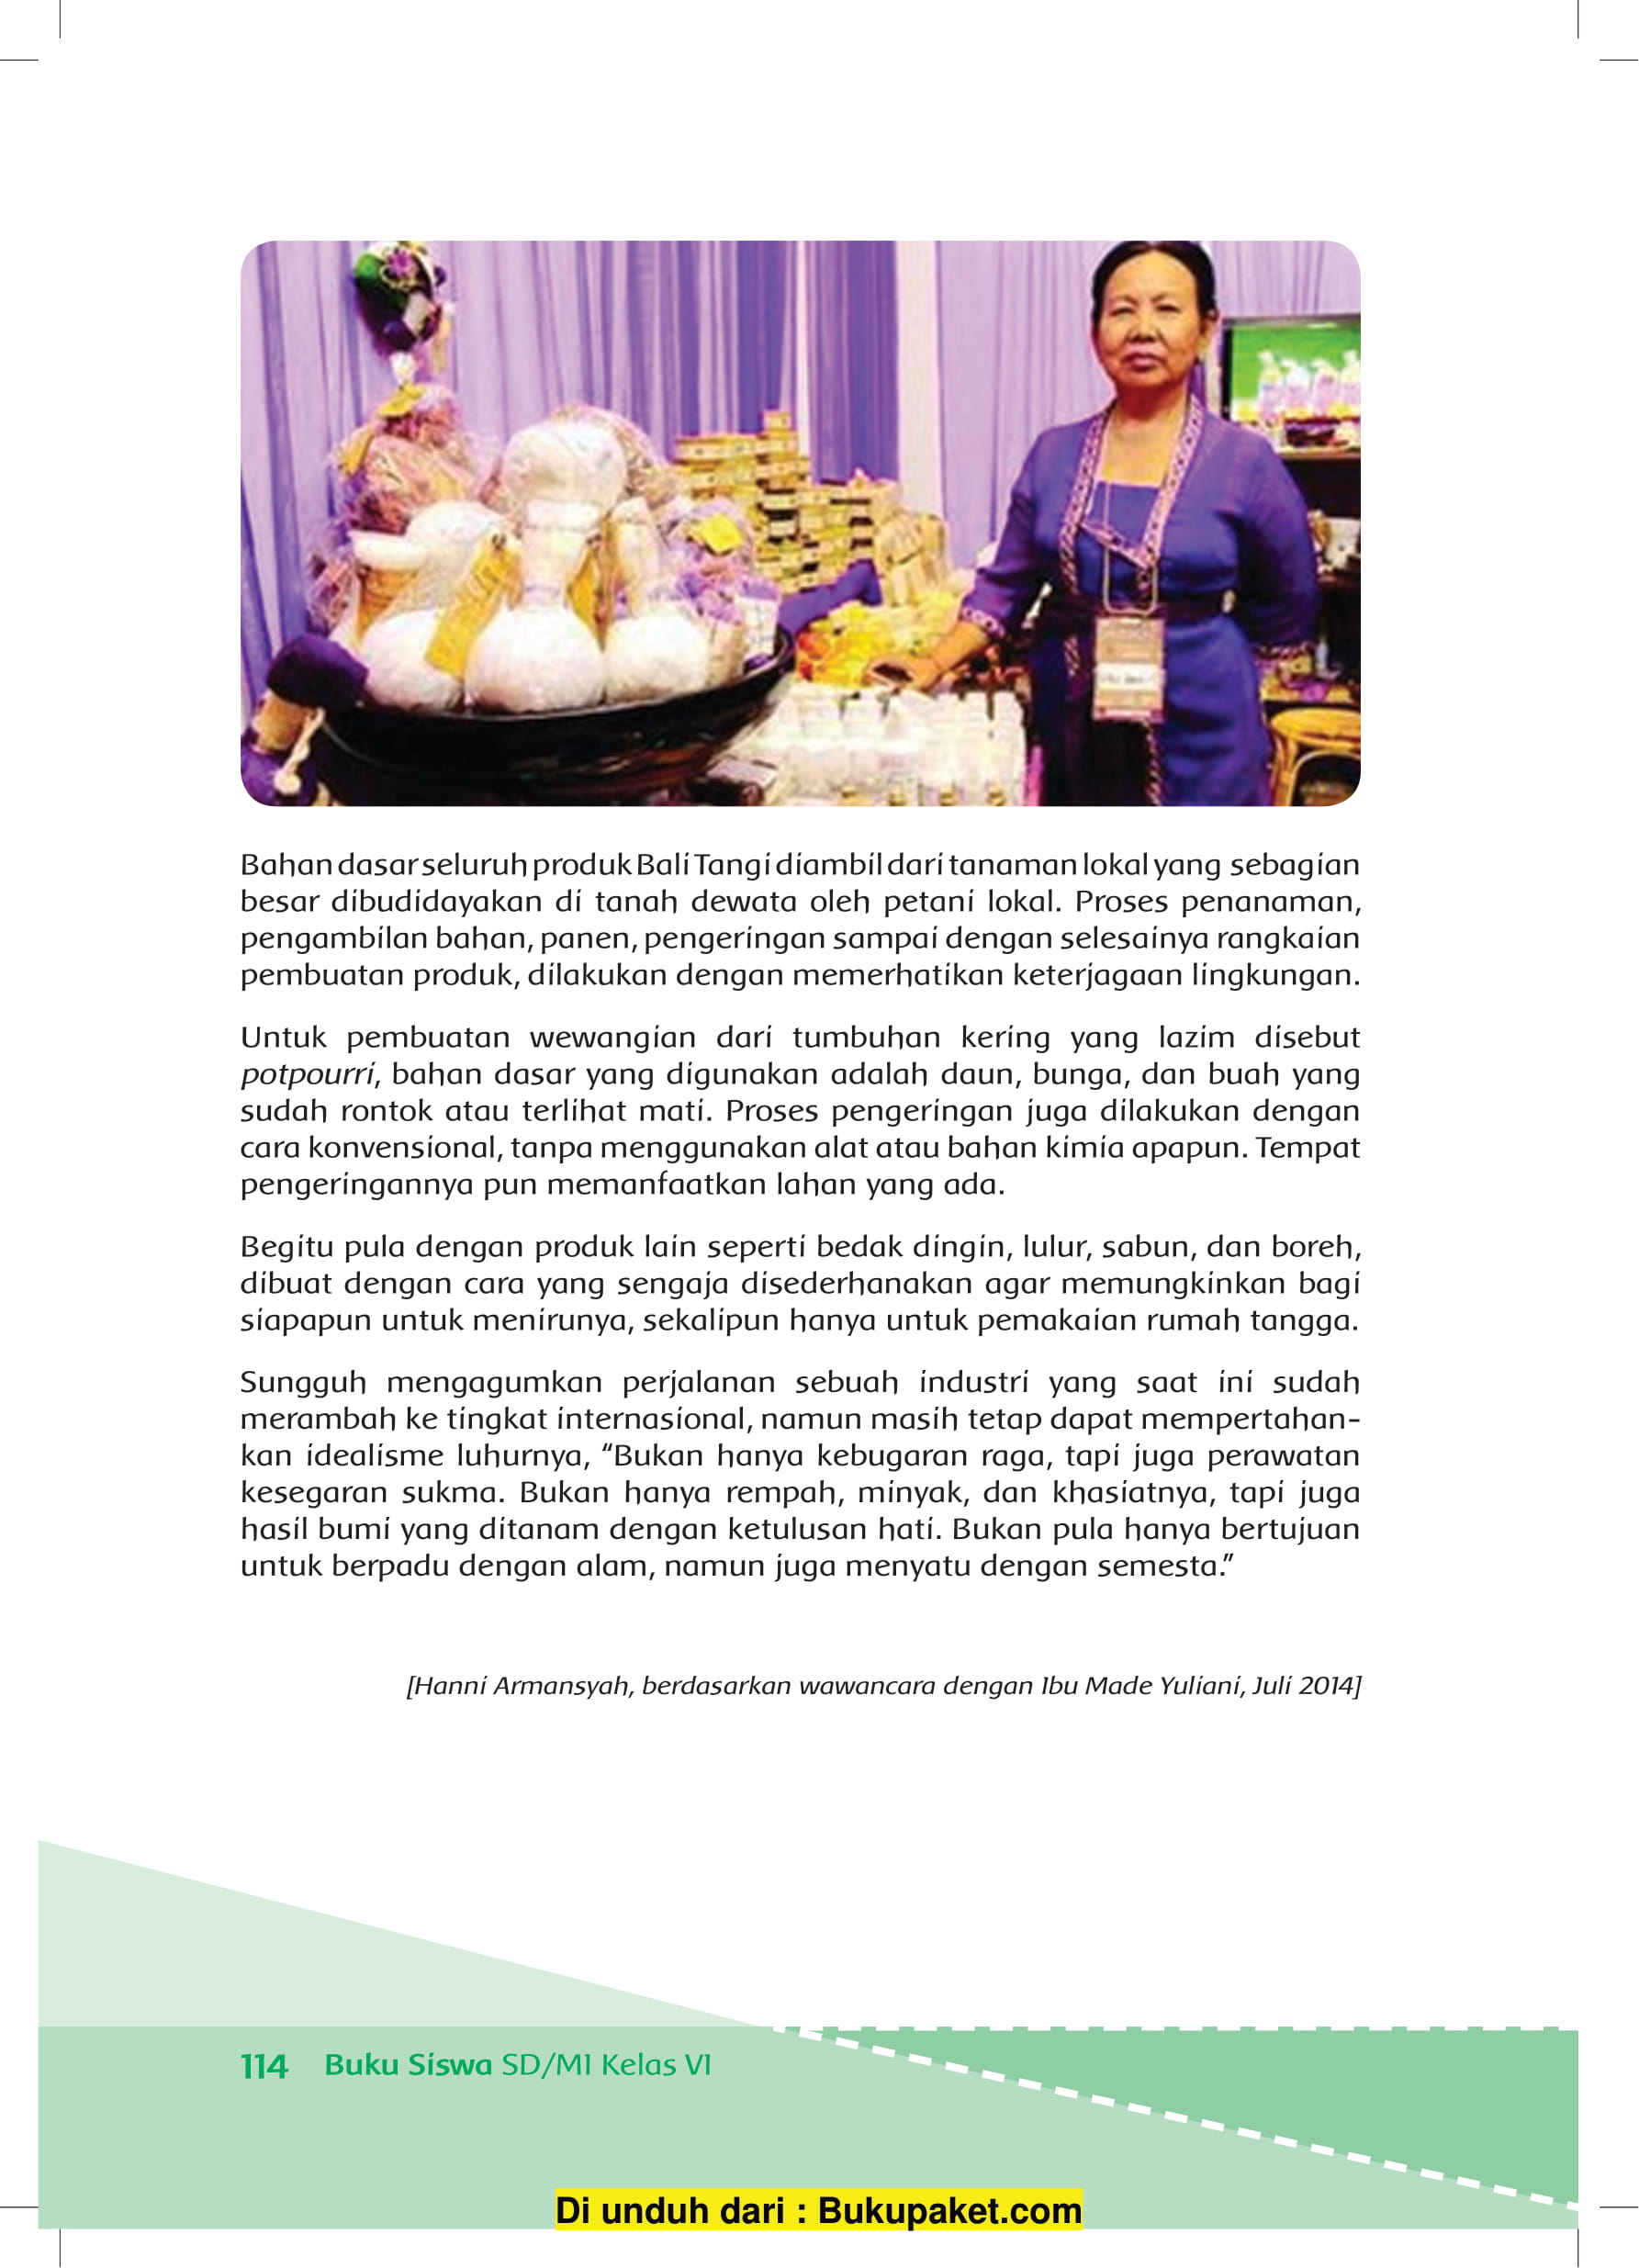 Bahan dasar seluruh produk Bali Tangi diambil dari tanaman lokal yang sebagian
besar dibudidayakan di tanah dewata oleh petani lokal. Proses penanaman,
pengambilan bahan, panen, pengeringan sampai dengan selesainya rangkaian
pembuatan produk, dilakukan dengan memerhatikan keterjagaan lingkungan.
Untuk pembuatan wewangian dari tumbuhan kering yang lazim disebut
potpourri, bahan dasar yang digunakan adalah daun, bunga, dan buah yang
sudah rontok atau terlihat mati. Proses pengeringan juga dilakukan dengan
cara konvensional, tanpa menggunakan alat atau bahan kimia apapun. Tempat
pengeringannya pun memanfaatkan lahan yang ada.
Begitu pula dengan produk lain seperti bedak dingin, lulur, sabun, dan boreh,
dibuat dengan cara yang sengaja disederhanakan agar memungkinkan bagi
siapapun untuk menirunya, sekalipun hanya untuk pemakaian rumah tangga.
Sungguh mengagumkan perjalanan sebuah industri yang saat ini sudah
merambah ke tingkat internasional, namun masih tetap dapat mempertahan-
kan idealisme luhurnya, “Bukan hanya kebugaran raga, tapi juga perawatan
kesegaran sukma. Bukan hanya rempah, minyak, dan khasiatnya, tapi juga
hasil bumi yang ditanam dengan ketulusan hati. Bukan pula hanya bertujuan
untuk berpadu dengan alam, namun juga menyatu dengan semesta.”
[Hanni Armansyah, berdasarkan wawancara dengan Ibu Made Yuliani, Juli 2014]
114 Buku Siswa SD/MI Kelas VI
Di unduh dari : Bukupaket.com